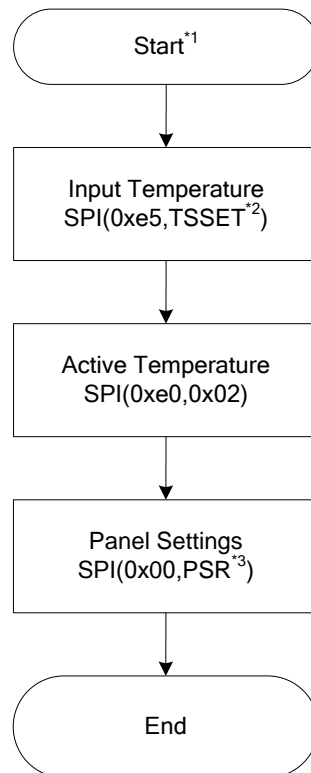 Start*1
Input Temperature
SPI(0xe5,TSSET*2)
Active Temperature
SPI(0xe0,0x02)
Panel Settings
SPI(0x00,PSR*3)
End